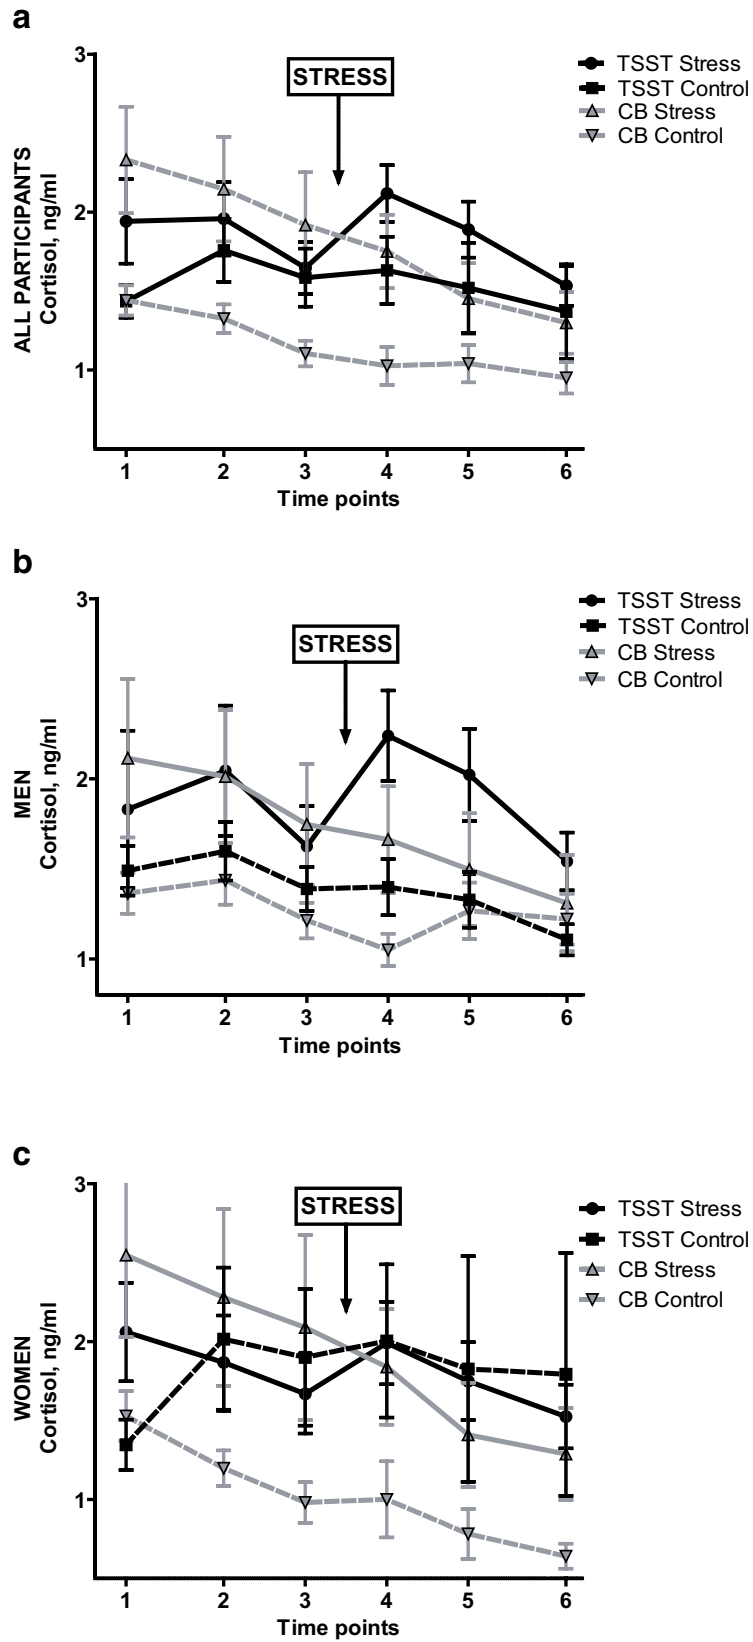 a
3
2
1
ALL PARTICIPANTS
Cortisol, ng/ml
STRESS
TSST Stress
TSST Control
CB Stress
CB Control
1 2 3 4 5 6
Time points
b
3
2
1
MEN
Cortisol, ng/ml
STRESS
TSST Stress
TSST Control
CB Stress
CB Control
1 2 3 4 5 6
Time points
c
3
2
1
WOMEN
Cortisol, ng/ml
STRESS
TSST Stress
TSST Control
CB Stress
CB Control
1 2 3 4 5 6
Time points